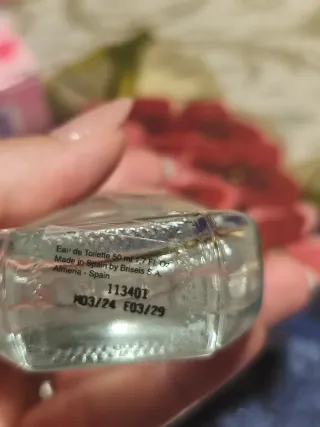 Eau de Toilette 50 ml 1,7 Fl. Oz.
Made in Spain by Briseis S.A.
Almería - Spain
113401
M03/24 E03/29